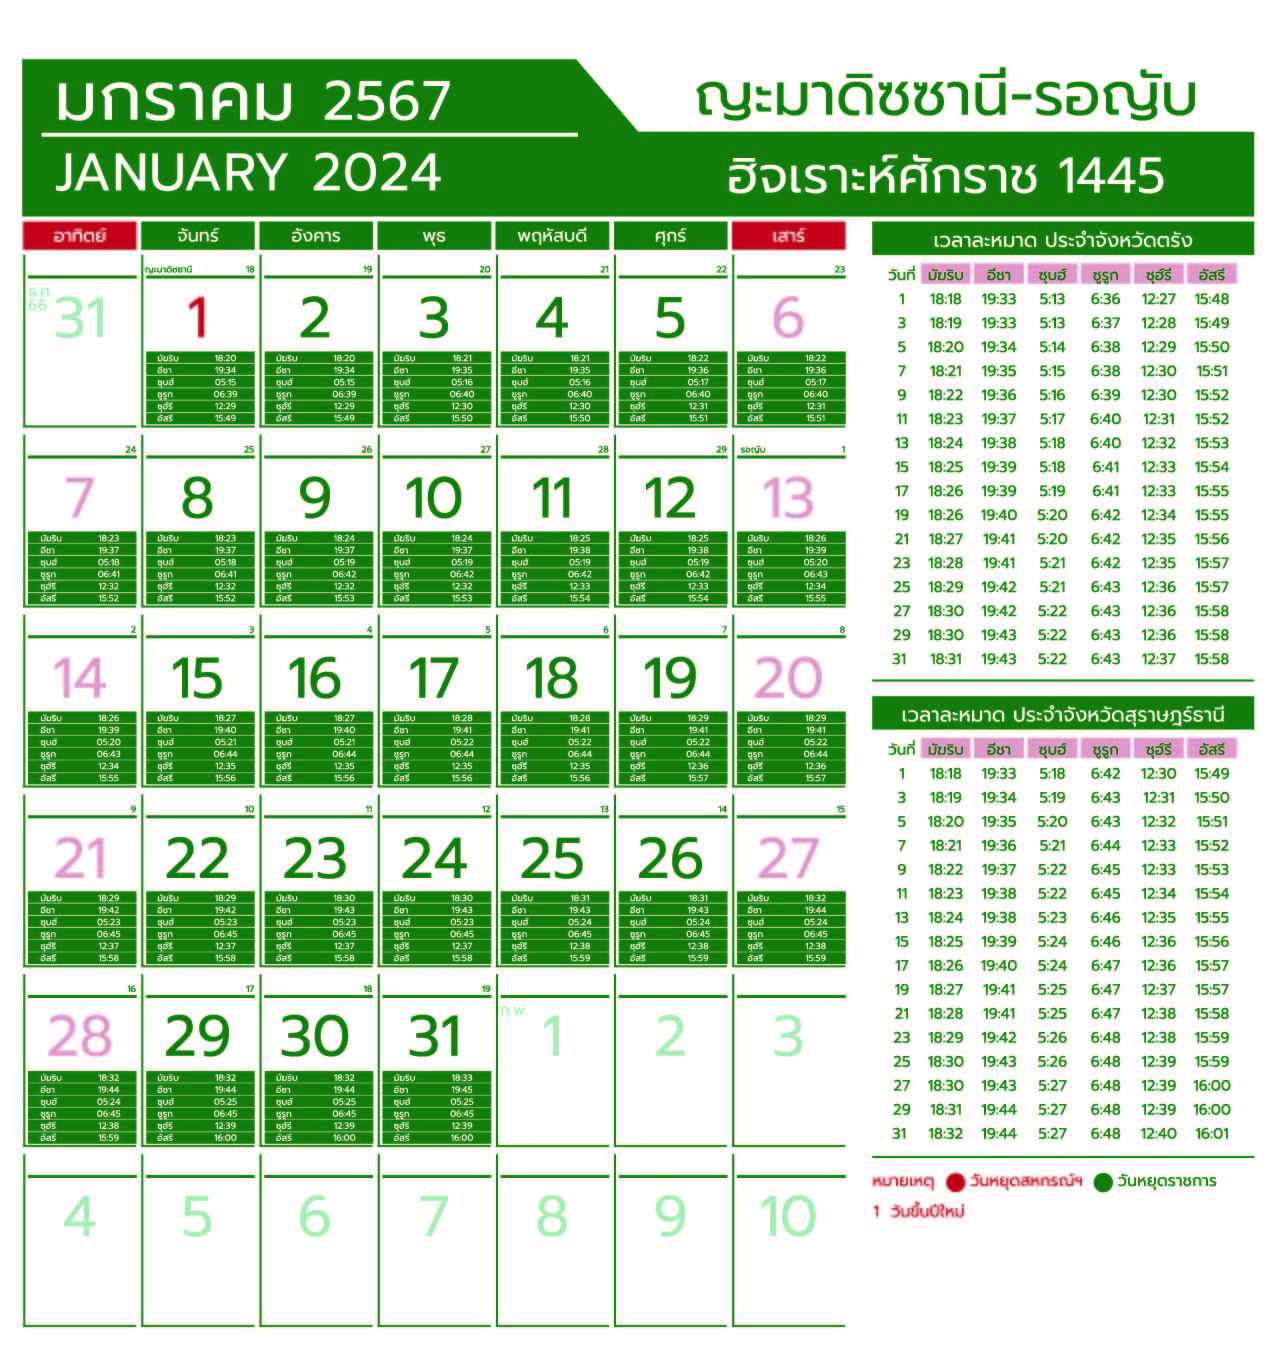 มกราคม 2567
JANUARY 2024
ญะมาดิซซานี-รอญับ
ฮิจเราะห์ศักราช 1445
อาทิตย์ จันทร์ อังคาร พุธ พฤหัสบดี ศุกร์ เสาร์
ญะมาดิซซานี 18 19 20 21 22 23
ธ.ค. 66 31 1 2 3 4 5 6
มัฆริบ 18:20 มัฆริบ 18:20 มัฆริบ 18:21 มัฆริบ 18:21 มัฆริบ 18:22 มัฆริบ 18:22
อีชา 19:34 อีชา 19:34 อีชา 19:35 อีชา 19:35 อีชา 19:36 อีชา 19:36
ซุบฮ์ 05:15 ซุบฮ์ 05:15 ซุบฮ์ 05:16 ซุบฮ์ 05:16 ซุบฮ์ 05:17 ซุบฮ์ 05:17
ซูรูก 06:39 ซูรูก 06:39 ซูรูก 06:40 ซูรูก 06:40 ซูรูก 06:40 ซูรูก 06:40
ซุฮ์รี 12:29 ซุฮ์รี 12:29 ซุฮ์รี 12:30 ซุฮ์รี 12:30 ซุฮ์รี 12:31 ซุฮ์รี 12:31
อัสรี 15:49 อัสรี 15:49 อัสรี 15:50 อัสรี 15:50 อัสรี 15:51 อัสรี 15:51
24 25 26 27 28 29 รอญับ 1
7 8 9 10 11 12 13
มัฆริบ 18:23 มัฆริบ 18:23 มัฆริบ 18:24 มัฆริบ 18:24 มัฆริบ 18:25 มัฆริบ 18:25 มัฆริบ 18:26
อีชา 19:37 อีชา 19:37 อีชา 19:37 อีชา 19:37 อีชา 19:38 อีชา 19:38 อีชา 19:39
ซุบฮ์ 05:18 ซุบฮ์ 05:18 ซุบฮ์ 05:19 ซุบฮ์ 05:19 ซุบฮ์ 05:19 ซุบฮ์ 05:19 ซุบฮ์ 05:20
ซูรูก 06:41 ซูรูก 06:41 ซูรูก 06:42 ซูรูก 06:42 ซูรูก 06:42 ซูรูก 06:42 ซูรูก 06:43
ซุฮ์รี 12:32 ซุฮ์รี 12:32 ซุฮ์รี 12:32 ซุฮ์รี 12:32 ซุฮ์รี 12:33 ซุฮ์รี 12:33 ซุฮ์รี 12:34
อัสรี 15:52 อัสรี 15:52 อัสรี 15:53 อัสรี 15:53 อัสรี 15:54 อัสรี 15:54 อัสรี 15:55
2 3 4 5 6 7 8
14 15 16 17 18 19 20
มัฆริบ 18:26 มัฆริบ 18:27 มัฆริบ 18:27 มัฆริบ 18:28 มัฆริบ 18:28 มัฆริบ 18:29 มัฆริบ 18:29
อีชา 19:39 อีชา 19:40 อีชา 19:40 อีชา 19:41 อีชา 19:41 อีชา 19:41 อีชา 19:41
ซุบฮ์ 05:20 ซุบฮ์ 05:21 ซุบฮ์ 05:21 ซุบฮ์ 05:22 ซุบฮ์ 05:22 ซุบฮ์ 05:22 ซุบฮ์ 05:22
ซูรูก 06:43 ซูรูก 06:44 ซูรูก 06:44 ซูรูก 06:44 ซูรูก 06:44 ซูรูก 06:44 ซูรูก 06:44
ซุฮ์รี 12:34 ซุฮ์รี 12:35 ซุฮ์รี 12:35 ซุฮ์รี 12:35 ซุฮ์รี 12:35 ซุฮ์รี 12:36 ซุฮ์รี 12:36
อัสรี 15:55 อัสรี 15:56 อัสรี 15:56 อัสรี 15:56 อัสรี 15:56 อัสรี 15:57 อัสรี 15:57
9 10 11 12 13 14 15
21 22 23 24 25 26 27
มัฆริบ 18:29 มัฆริบ 18:29 มัฆริบ 18:30 มัฆริบ 18:30 มัฆริบ 18:31 มัฆริบ 18:31 มัฆริบ 18:32
อีชา 19:42 อีชา 19:42 อีชา 19:43 อีชา 19:43 อีชา 19:43 อีชา 19:43 อีชา 19:44
ซุบฮ์ 05:23 ซุบฮ์ 05:23 ซุบฮ์ 05:23 ซุบฮ์ 05:23 ซุบฮ์ 05:24 ซุบฮ์ 05:24 ซุบฮ์ 05:24
ซูรูก 06:45 ซูรูก 06:45 ซูรูก 06:45 ซูรูก 06:45 ซูรูก 06:45 ซูรูก 06:45 ซูรูก 06:45
ซุฮ์รี 12:37 ซุฮ์รี 12:37 ซุฮ์รี 12:37 ซุฮ์รี 12:37 ซุฮ์รี 12:38 ซุฮ์รี 12:38 ซุฮ์รี 12:38
อัสรี 15:58 อัสรี 15:58 อัสรี 15:58 อัสรี 15:58 อัสรี 15:59 อัสรี 15:59 อัสรี 15:59
16 17 18 19
28 29 30 31 ก.พ. 1 2 3
มัฆริบ 18:32 มัฆริบ 18:32 มัฆริบ 18:32 มัฆริบ 18:33
อีชา 19:44 อีชา 19:44 อีชา 19:44 อีชา 19:45
ซุบฮ์ 05:24 ซุบฮ์ 05:25 ซุบฮ์ 05:25 ซุบฮ์ 05:25
ซูรูก 06:45 ซูรูก 06:45 ซูรูก 06:45 ซูรูก 06:45
ซุฮ์รี 12:38 ซุฮ์รี 12:39 ซุฮ์รี 12:39 ซุฮ์รี 12:39
อัสรี 15:59 อัสรี 16:00 อัสรี 16:00 อัสรี 16:00
4 5 6 7 8 9 10
เวลาละหมาด ประจำจังหวัดตรัง
วันที่ มัฆริบ อีชา ซุบฮ์ ซูรูก ซุฮ์รี อัสรี
1 18:18 19:33 5:13 6:36 12:27 15:48
3 18:19 19:33 5:13 6:37 12:28 15:49
5 18:20 19:34 5:14 6:38 12:29 15:50
7 18:21 19:35 5:15 6:38 12:30 15:51
9 18:22 19:36 5:16 6:39 12:30 15:52
11 18:23 19:37 5:17 6:40 12:31 15:52
13 18:24 19:38 5:18 6:40 12:32 15:53
15 18:25 19:39 5:18 6:41 12:33 15:54
17 18:26 19:39 5:19 6:41 12:33 15:55
19 18:26 19:40 5:20 6:42 12:34 15:55
21 18:27 19:41 5:20 6:42 12:35 15:56
23 18:28 19:41 5:21 6:42 12:35 15:57
25 18:29 19:42 5:21 6:43 12:36 15:57
27 18:30 19:42 5:22 6:43 12:36 15:58
29 18:30 19:43 5:22 6:43 12:36 15:58
31 18:31 19:43 5:22 6:43 12:37 15:58
เวลาละหมาด ประจำจังหวัดสุราษฎร์ธานี
วันที่ มัฆริบ อีชา ซุบฮ์ ซูรูก ซุฮ์รี อัสรี
1 18:18 19:33 5:18 6:42 12:30 15:49
3 18:19 19:34 5:19 6:43 12:31 15:50
5 18:20 19:35 5:20 6:43 12:32 15:51
7 18:21 19:36 5:21 6:44 12:33 15:52
9 18:22 19:37 5:22 6:45 12:33 15:53
11 18:23 19:38 5:22 6:45 12:34 15:54
13 18:24 19:38 5:23 6:46 12:35 15:55
15 18:25 19:39 5:24 6:46 12:36 15:56
17 18:26 19:40 5:24 6:47 12:36 15:57
19 18:27 19:41 5:25 6:47 12:37 15:57
21 18:28 19:41 5:25 6:47 12:38 15:58
23 18:29 19:42 5:26 6:48 12:38 15:59
25 18:30 19:43 5:26 6:48 12:39 15:59
27 18:30 19:43 5:27 6:48 12:39 16:00
29 18:31 19:44 5:27 6:48 12:39 16:00
31 18:32 19:44 5:27 6:48 12:40 16:01
หมายเหตุ วันหยุดสหกรณ์ฯ วันหยุดราชการ
1 วันขึ้นปีใหม่